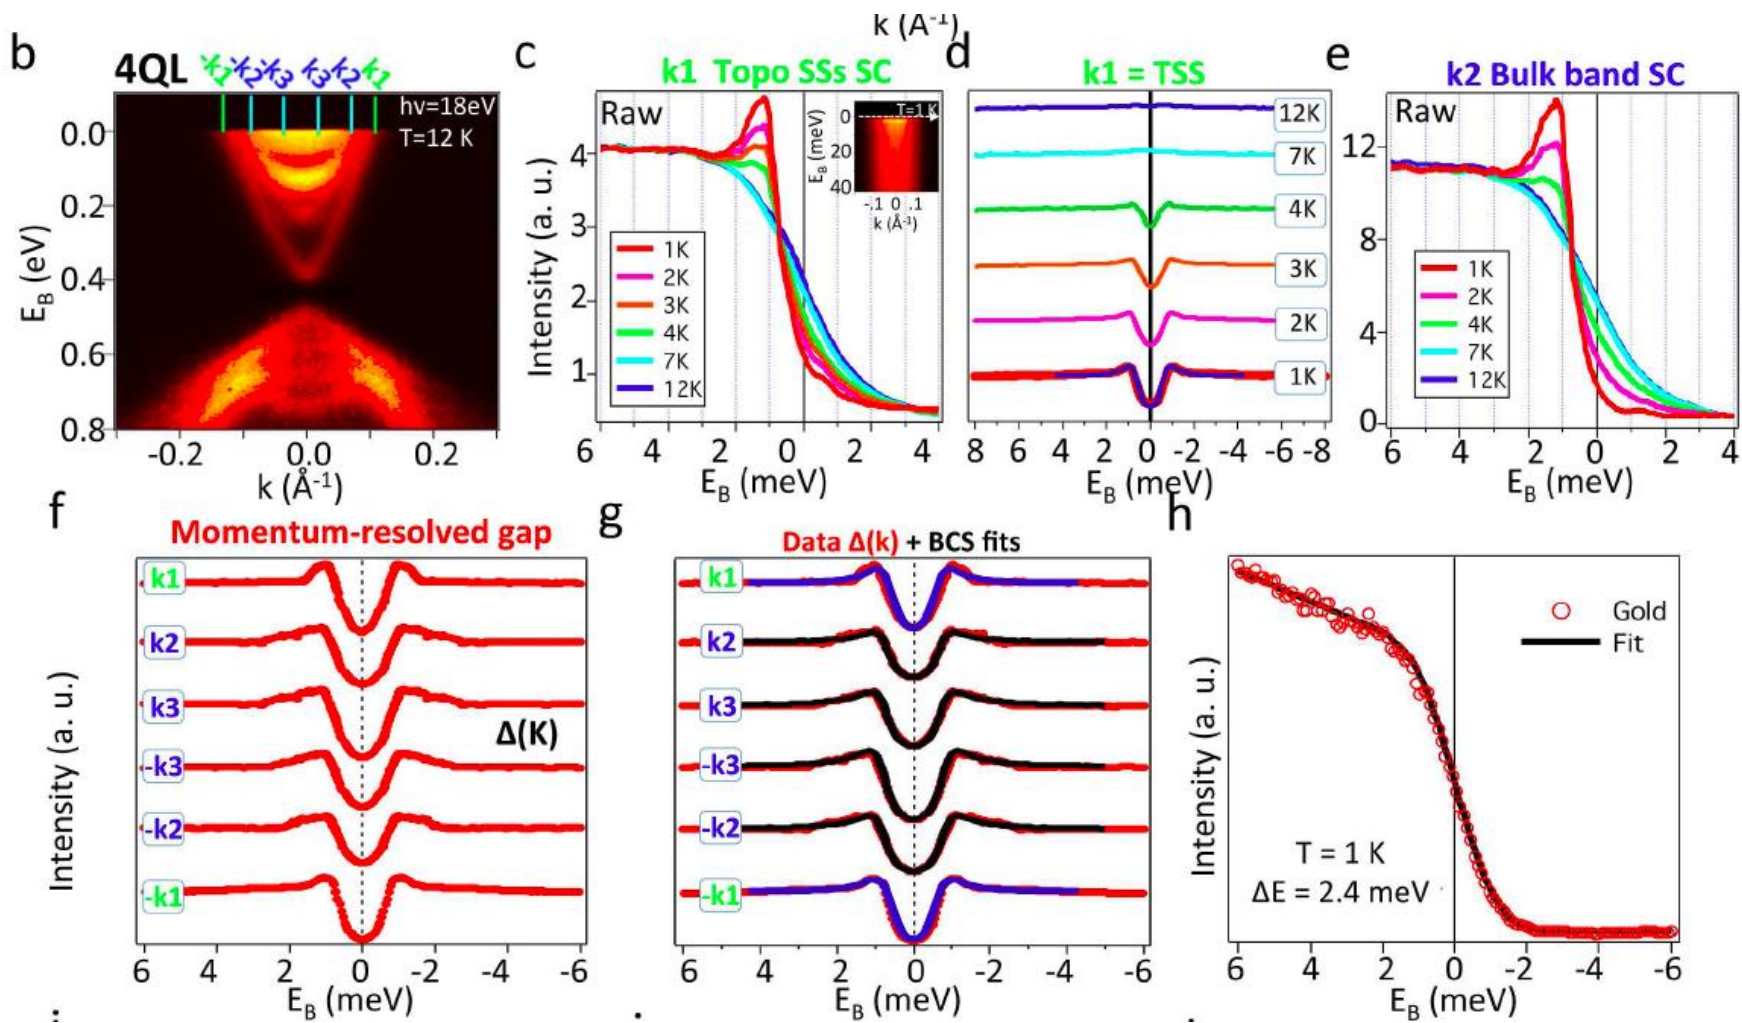 k (Å⁻¹)
b
4QL
-k1
-k2
-k3
k3
k2
k1
hv=18eV
T=12 K
0.0
0.2
0.4
0.6
0.8
E_B (eV)
-0.2 0.0 0.2
k (Å⁻¹)
c
k1 Topo SSs SC
Raw
T=1 K
0
20
40
E_B (meV)
-.1 0 .1
k (Å⁻¹)
4
3
2
1
Intensity (a. u.)
1K
2K
3K
4K
7K
12K
6 4 2 0 2 4
E_B (meV)
d
k1 = TSS
12K
7K
4K
3K
2K
1K
8 6 4 2 0 -2 -4 -6 -8
E_B (meV)
e
k2 Bulk band SC
Raw
12
8
4
0
1K
2K
4K
7K
12K
6 4 2 0 2 4
E_B (meV)
f
Momentum-resolved gap
k1
k2
k3
-k3
-k2
-k1
Δ(K)
Intensity (a. u.)
6 4 2 0 -2 -4 -6
E_B (meV)
g
Data Δ(k) + BCS fits
k1
k2
k3
-k3
-k2
-k1
6 4 2 0 -2 -4 -6
E_B (meV)
h
Gold
Fit
Intensity (a. u.)
T = 1 K
ΔE = 2.4 meV
6 4 2 0 -2 -4 -6
E_B (meV)